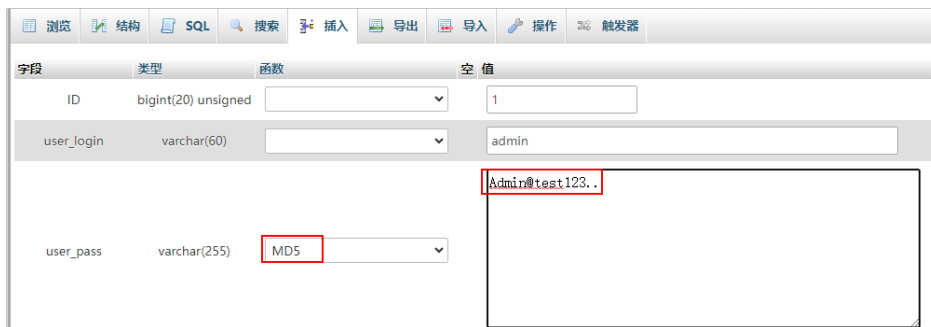 浏览 结构 SQL 搜索 插入 导出 导入 操作 触发器
字段 类型 函数 空 值
ID bigint(20) unsigned 1
user_login varchar(60) admin
Admin@test123..
user_pass varchar(255) MD5